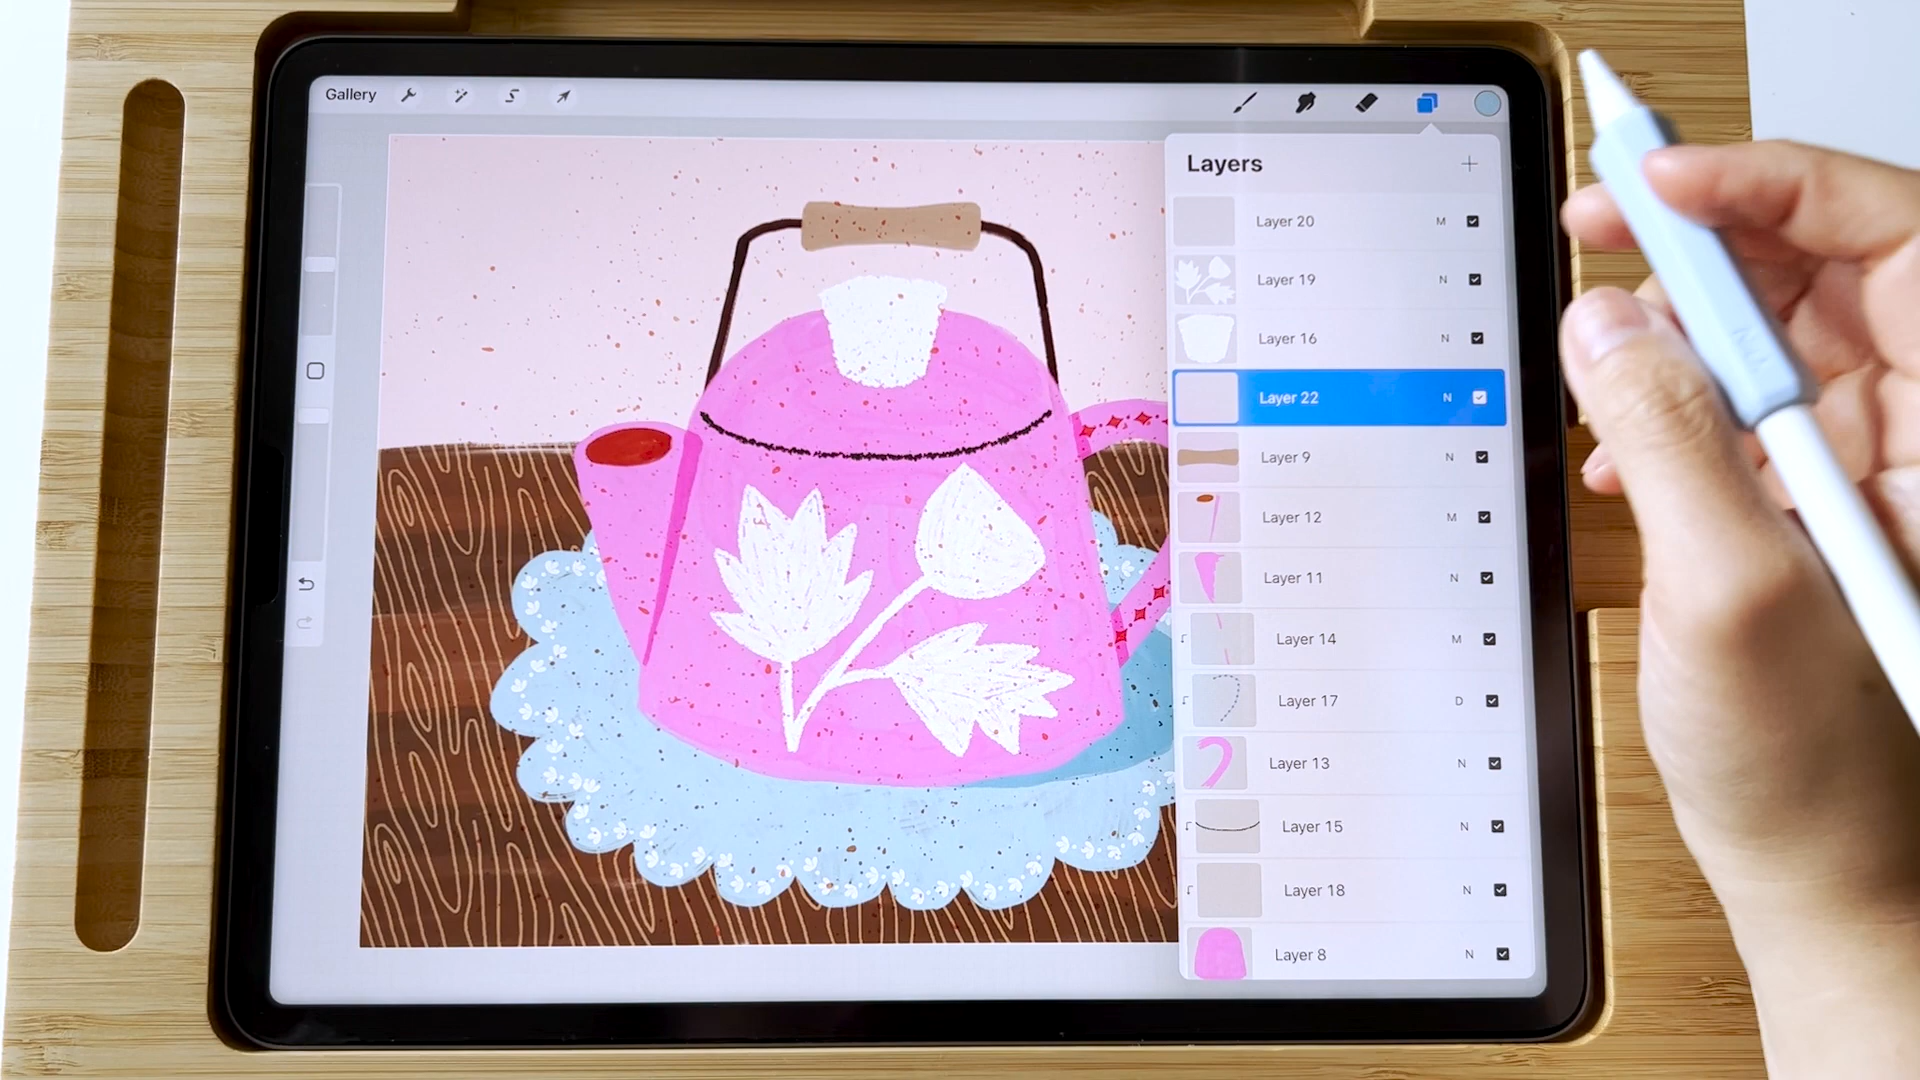 Gallery
Layers
Layer 20 M
Layer 19 N
Layer 16 N
Layer 22 N
Layer 9 N
Layer 12 M
Layer 11 N
Layer 14 M
Layer 17 D
Layer 13 N
Layer 15 N
Layer 18 N
Layer 8 N